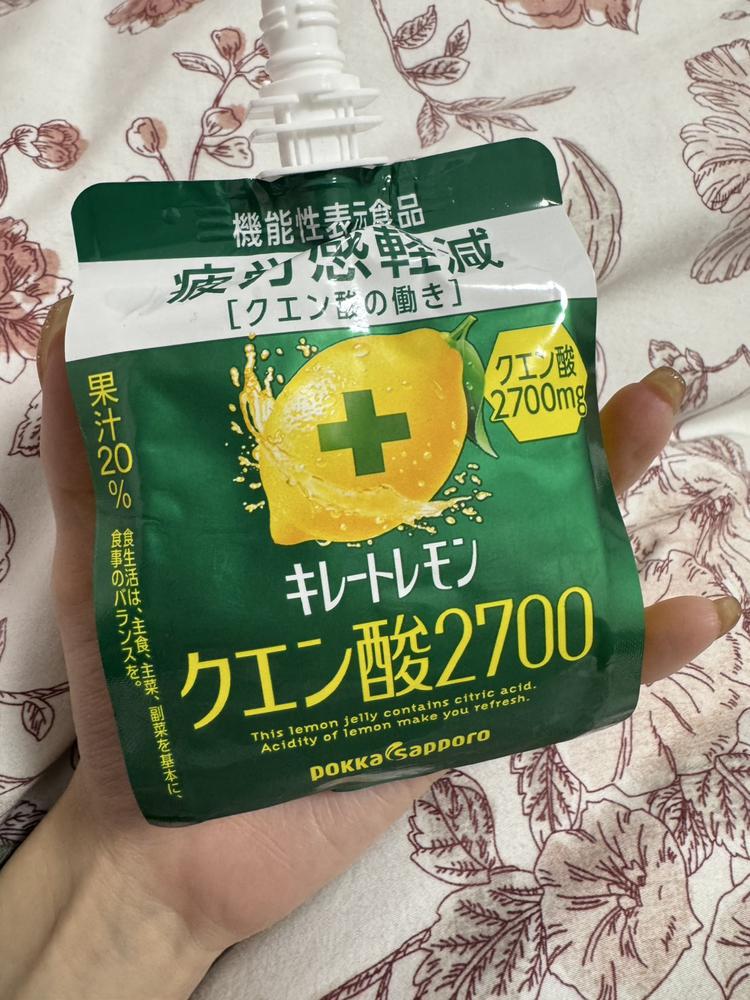 機能性表示食品
疲労感軽減
[クエン酸の働き]
クエン酸
2700mg
果汁20%
食生活は、主食、主菜、副菜を基本に、
食事のバランスを。
キレートレモン
クエン酸2700
This lemon jelly contains citric acid.
Acidity of lemon make you refresh.
pokka sapporo